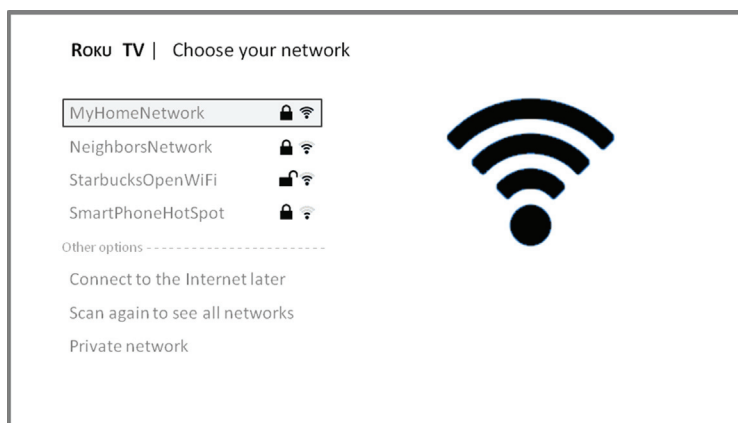 ROKU TV | Choose your network
MyHomeNetwork
NeighborsNetwork
StarbucksOpenWiFi
SmartPhoneHotSpot
Other options
Connect to the Internet later
Scan again to see all networks
Private network